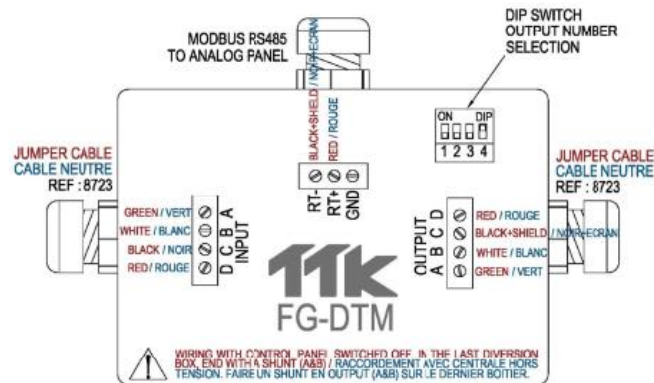 MODBUS RS485
TO ANALOG PANEL
DIP SWITCH
OUTPUT NUMBER
SELECTION
BLACK+SHIELD / NOIR+ECRAN
RED / ROUGE
ON DIP
1 2 3 4
JUMPER CABLE
CABLE NEUTRE
REF : 8723
JUMPER CABLE
CABLE NEUTRE
REF : 8723
RT- RT+ GND
GREEN / VERT A
WHITE / BLANC B
BLACK / NOIR C
RED / ROUGE D
INPUT
OUTPUT
D RED / ROUGE
C BLACK+SHIELD / NOIR+ECRAN
B WHITE / BLANC
A GREEN / VERT
TTK
FG-DTM
WIRING WITH CONTROL PANEL SWITCHED OFF. IN THE LAST DIVERSION
BOX, END WITH A SHUNT (A&B) / RACCORDEMENT AVEC CENTRALE HORS
TENSION. FAIRE UN SHUNT EN OUTPUT (A&B) SUR LE DERNIER BOITIER.